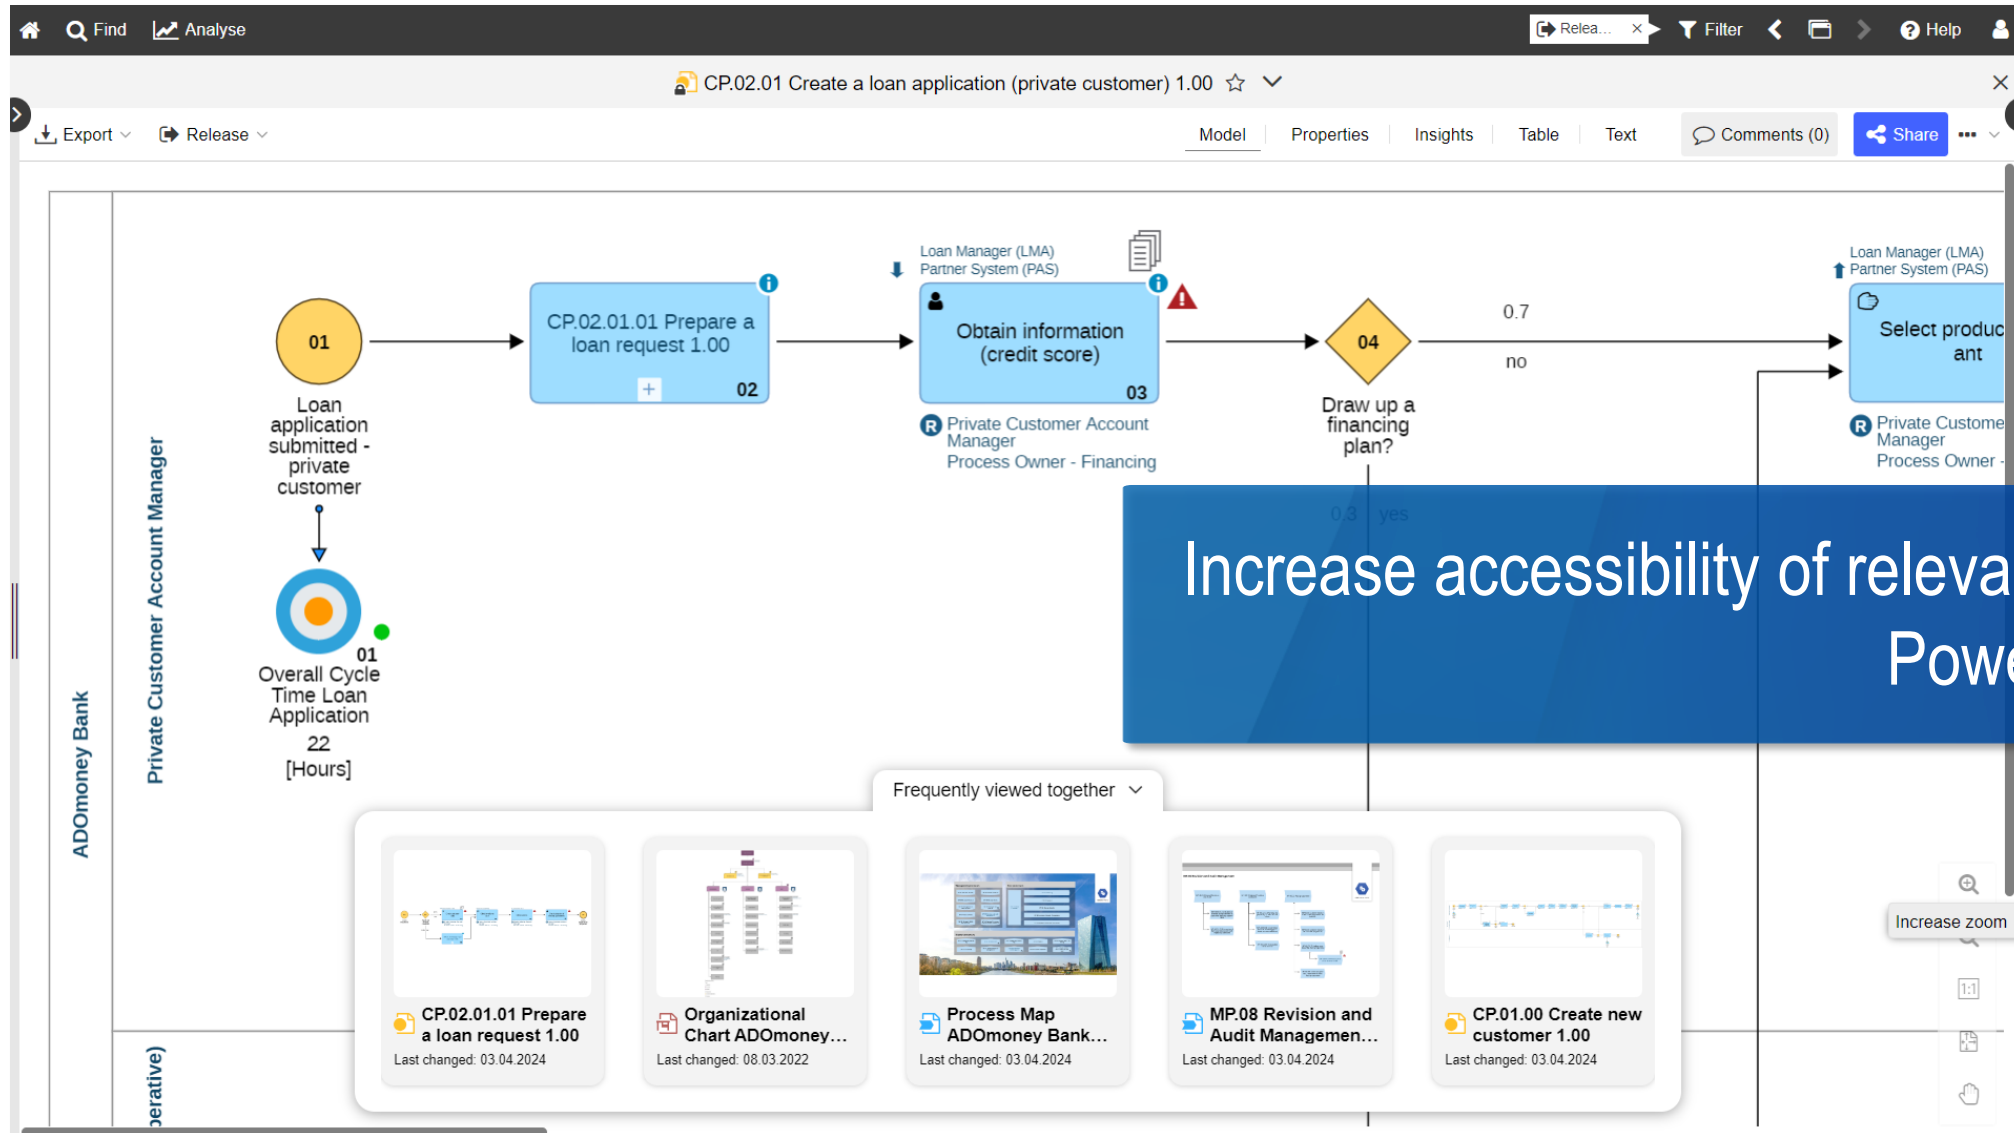 Find
Analyse
Relea...
Filter
Help
CP.02.01 Create a loan application (private customer) 1.00
Export
Release
Model
Properties
Insights
Table
Text
Comments (0)
Share
ADOmoney Bank
Private Customer Account Manager
perative)
01
Loan
application
submitted -
private
customer
01
Overall Cycle
Time Loan
Application
22
[Hours]
CP.02.01.01 Prepare a
loan request 1.00
02
Loan Manager (LMA)
Partner System (PAS)
Obtain information
(credit score)
03
R
Private Customer Account
Manager
Process Owner - Financing
04
Draw up a
financing
plan?
0.7
no
0.3 yes
Loan Manager (LMA)
Partner System (PAS)
Select produc
ant
R
Private Custome
Manager
Process Owner -
Increase accessibility of releva
Powe
Frequently viewed together
CP.02.01.01 Prepare
a loan request 1.00
Last changed: 03.04.2024
Organizational
Chart ADOmoney...
Last changed: 08.03.2022
Process Map
ADOmoney Bank...
Last changed: 03.04.2024
MP.08 Revision and
Audit Managemen...
Last changed: 03.04.2024
CP.01.00 Create new
customer 1.00
Last changed: 03.04.2024
Increase zoom
1:1